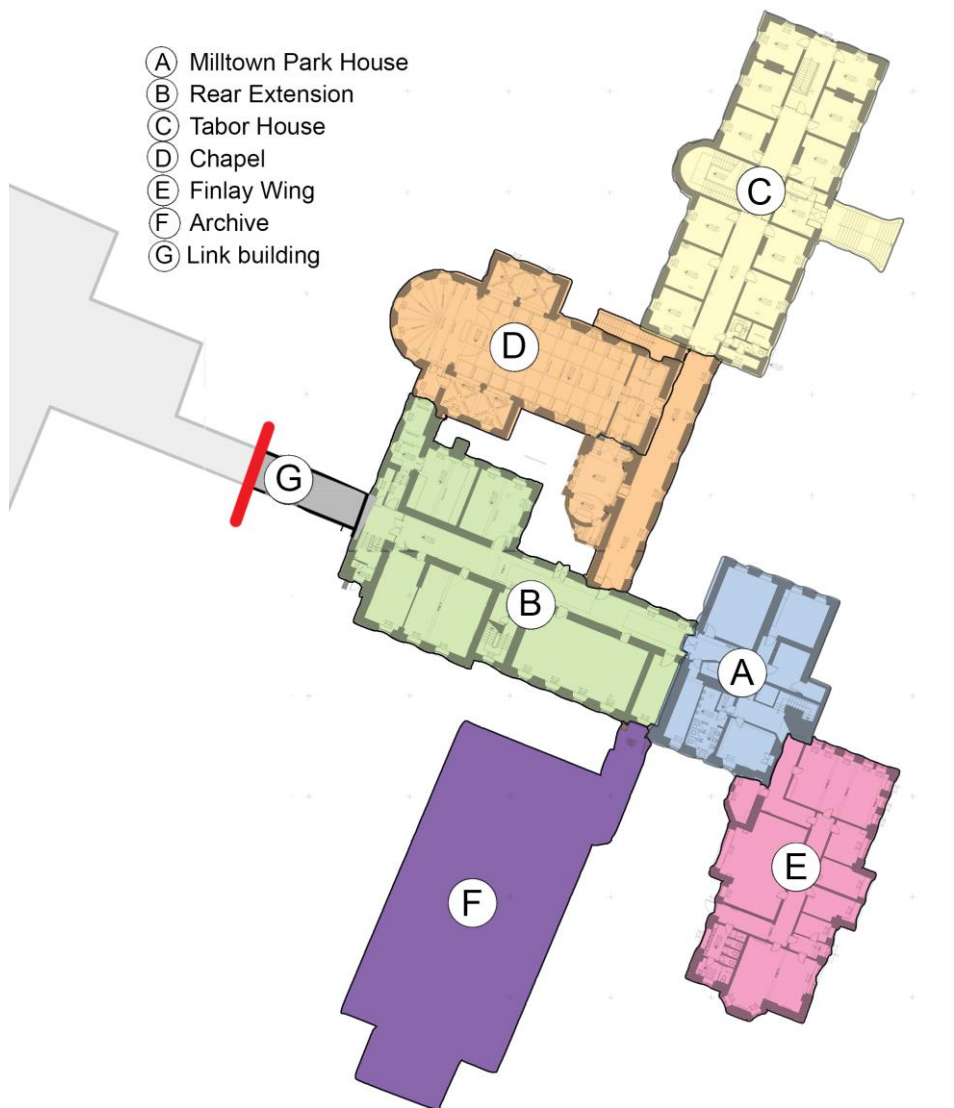 A Milltown Park House
B Rear Extension
C Tabor House
D Chapel
E Finlay Wing
F Archive
G Link building
C
D
G
B
A
E
F